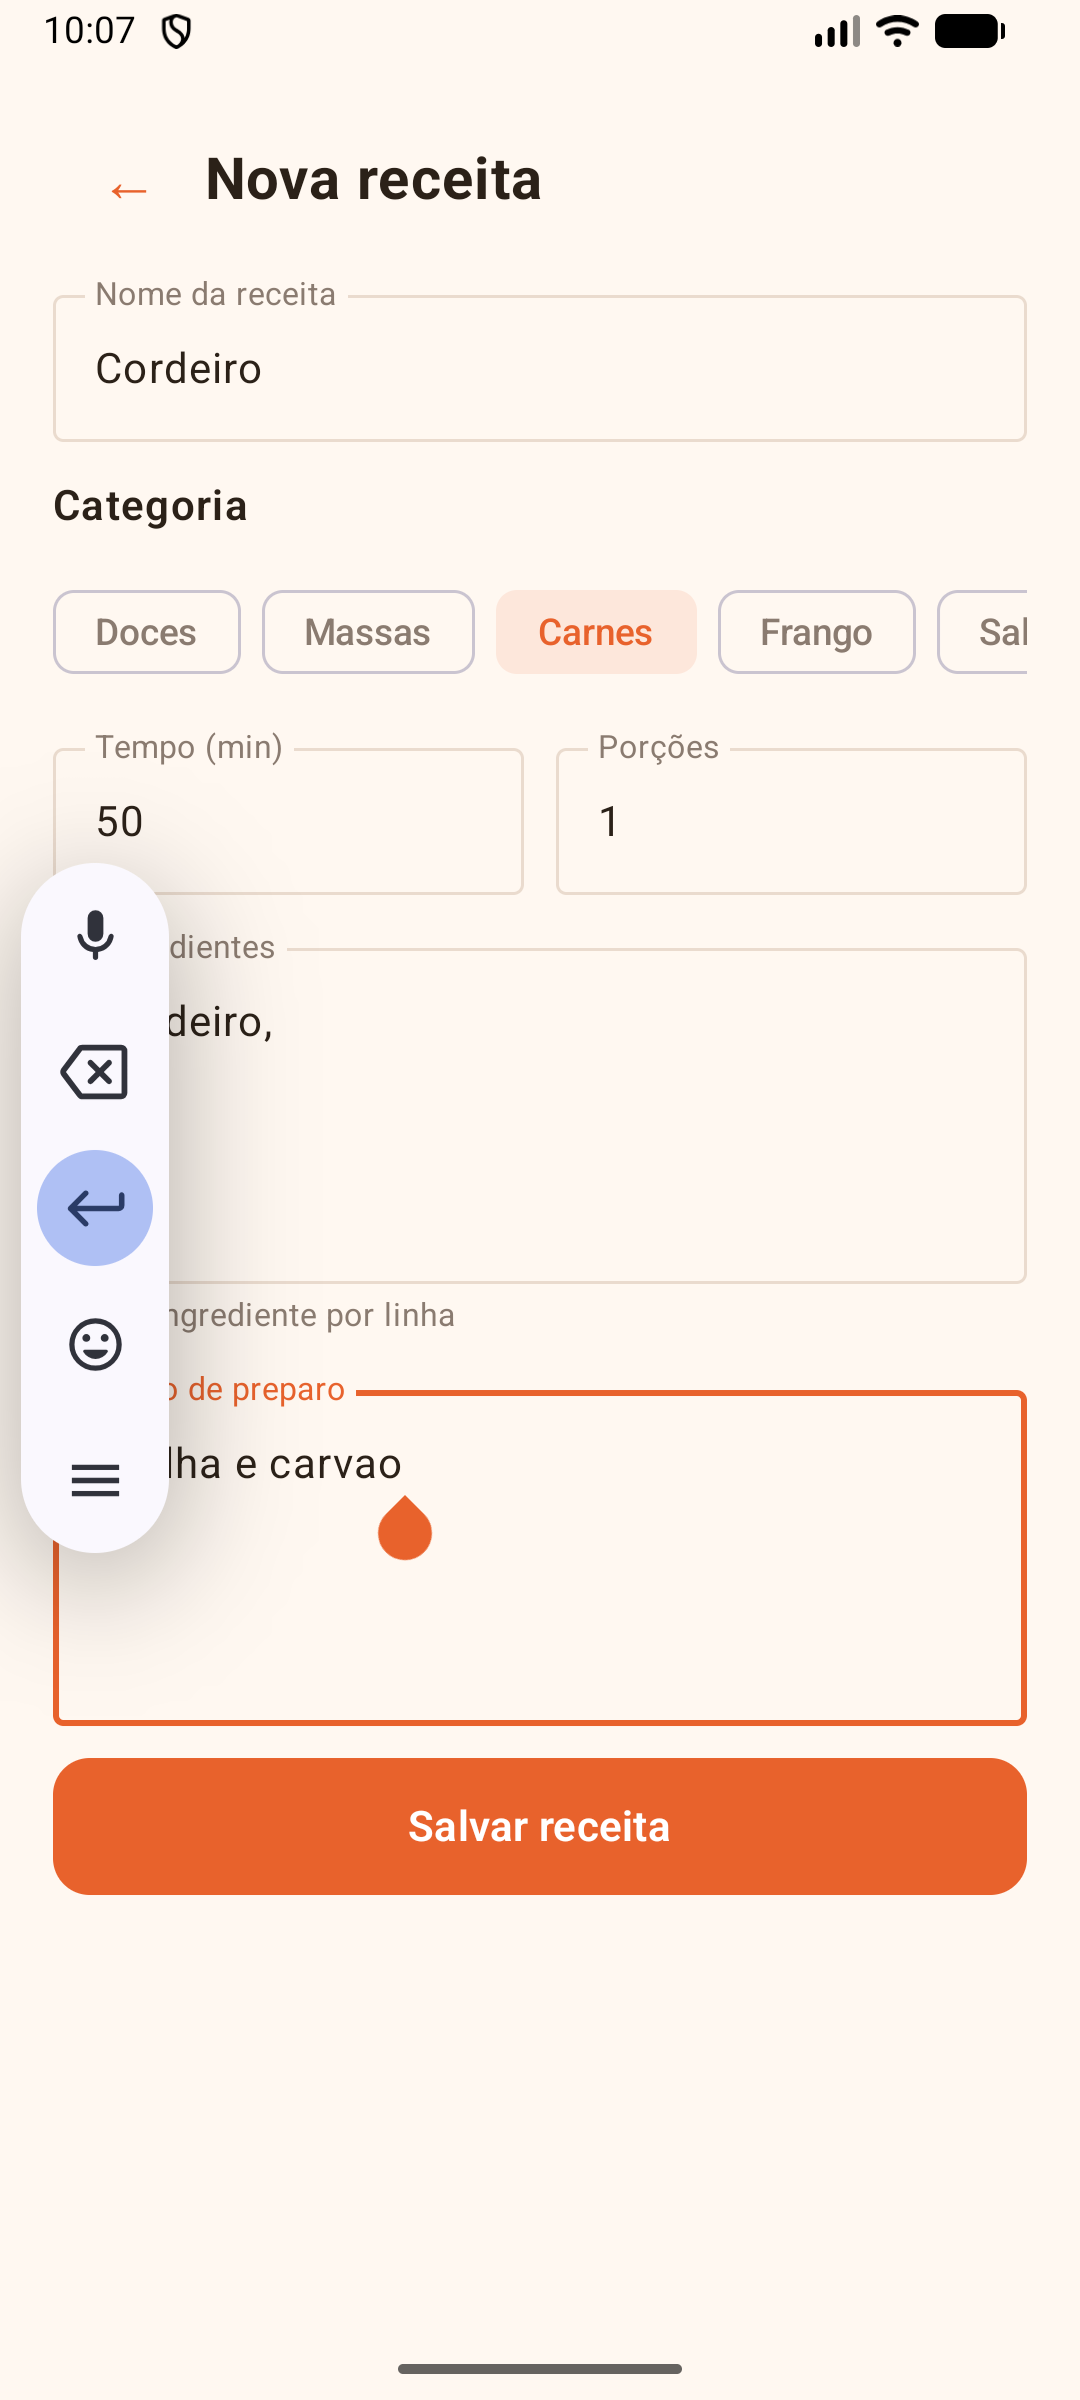 10:07
← Nova receita
Nome da receita
Cordeiro
Categoria
Doces Massas Carnes Frango
Tempo (min) Porções
50 1
dientes
deiro,
ngrediente por linha
o de preparo
lha e carvao
Salvar receita